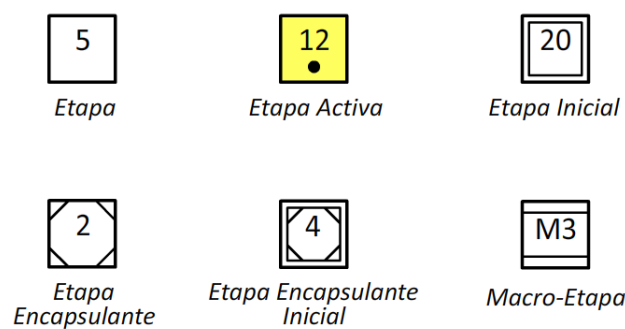 5
12
20
Etapa
Etapa Activa
Etapa Inicial
2
4
M3
Etapa
Encapsulante
Etapa Encapsulante
Inicial
Macro-Etapa